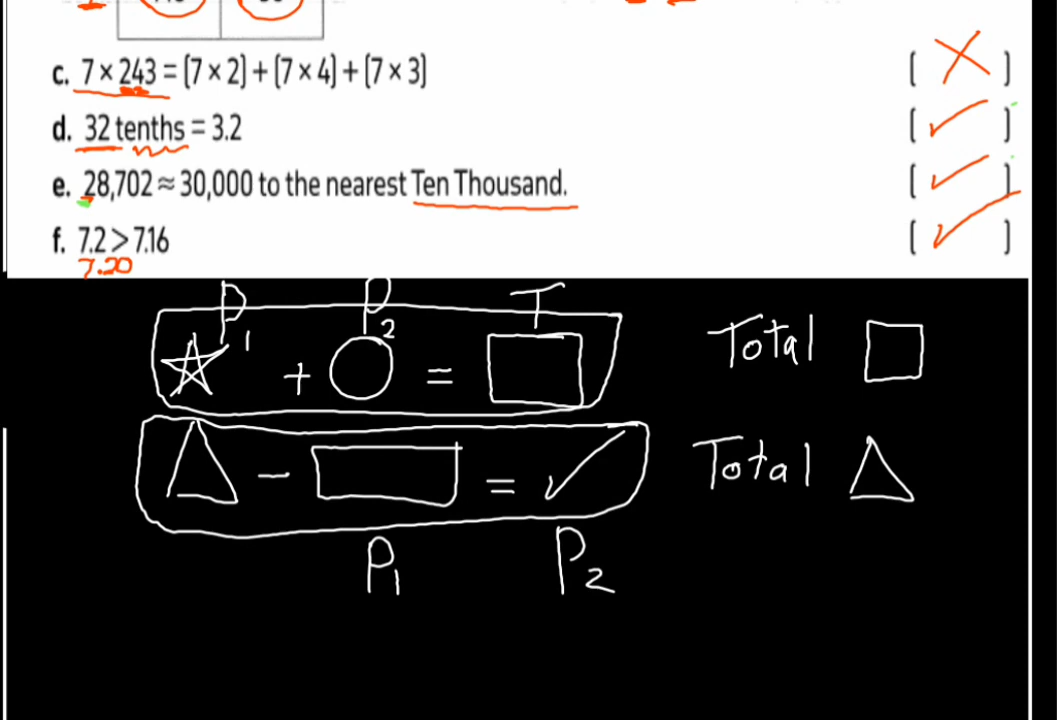 c. 7 × 243 = (7 × 2) + (7 × 4) + (7 × 3) [ ✗ ]
d. 32 tenths = 3.2 [ ✓ ]
e. 28,702 ≈ 30,000 to the nearest Ten Thousand. [ ✓ ]
f. 7.2 > 7.16 [ ✓ ]
7.20
P1 P2 T
☆ + ○ = □ Total □
△ - ▭ = ✓ Total △
P1 P2